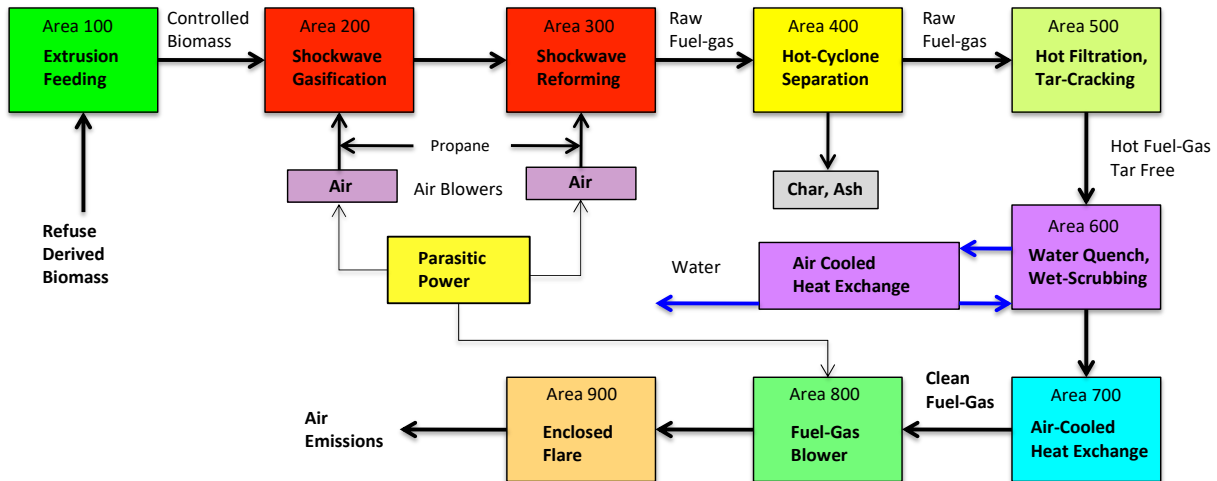 Area 100
Extrusion
Feeding
Controlled
Biomass
Area 200
Shockwave
Gasification
Area 300
Shockwave
Reforming
Raw
Fuel-gas
Area 400
Hot-Cyclone
Separation
Raw
Fuel-gas
Area 500
Hot Filtration,
Tar-Cracking
Propane
Air
Air Blowers
Air
Char, Ash
Hot Fuel-Gas
Tar Free
Refuse
Derived
Biomass
Parasitic
Power
Water
Air Cooled
Heat Exchange
Area 600
Water Quench,
Wet-Scrubbing
Air
Emissions
Area 900
Enclosed
Flare
Area 800
Fuel-Gas
Blower
Clean
Fuel-Gas
Area 700
Air-Cooled
Heat Exchange